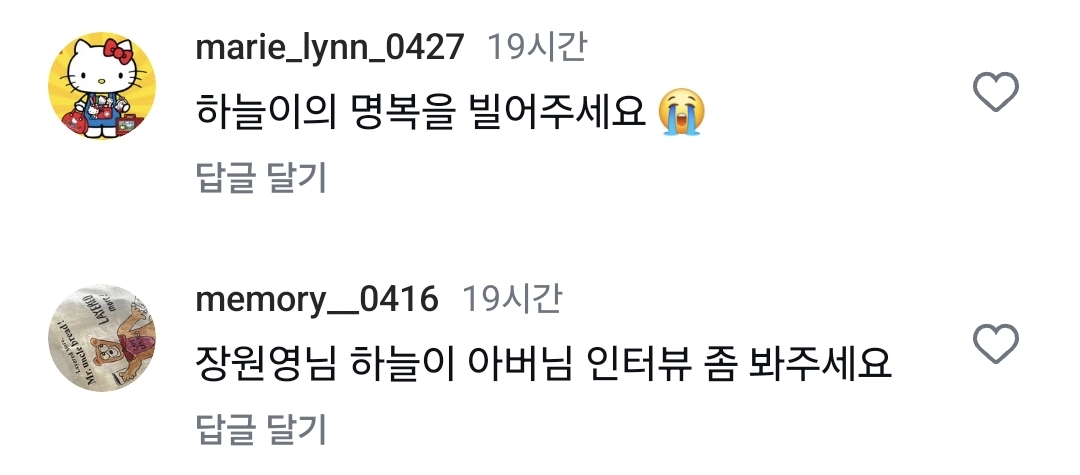 marie_lynn_0427 19시간
하늘이의 명복을 빌어주세요 😭
답글 달기
memory__0416 19시간
장원영님 하늘이 아버님 인터뷰 좀 봐주세요
답글 달기